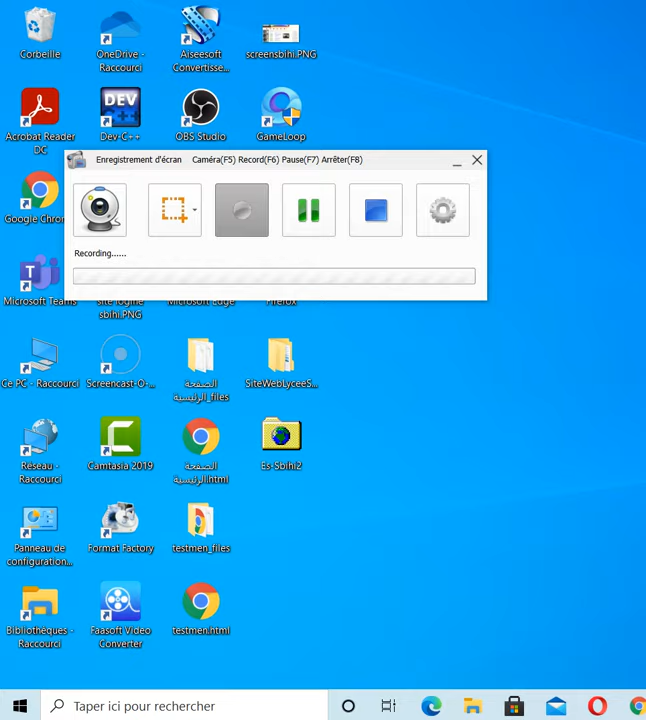 Corbeille
OneDrive -
Raccourci
Aiseesoft
Convertisse...
screensbihi.PNG
Acrobat Reader
DC
DEV
Dev-C++
OBS Studio
GameLoop
Enregistrement d'écran Caméra(F5) Record(F6) Pause(F7) Arrêter(F8)
Recording......
Google Chrom
Microsoft Teams
site logine
sbihi.PNG
Microsoft Edge
Firefox
Ce PC - Raccourci
Screencast-O-...
الصفحة
الرئيسية_files
SiteWebLyceeS...
Réseau -
Raccourci
Camtasia 2019
الصفحة
الرئيسية.html
Es-Sbihi2
Panneau de
configuration...
Format Factory
testmen_files
Bibliothèques -
Raccourci
Faasoft Video
Converter
testmen.html
Taper ici pour rechercher